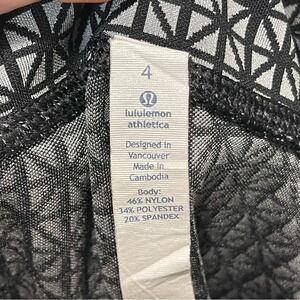 4
lululemon
athletica
Designed in
Vancouver
Made in
Cambodia
Body:
46% NYLON
34% POLYESTER
20% SPANDEX